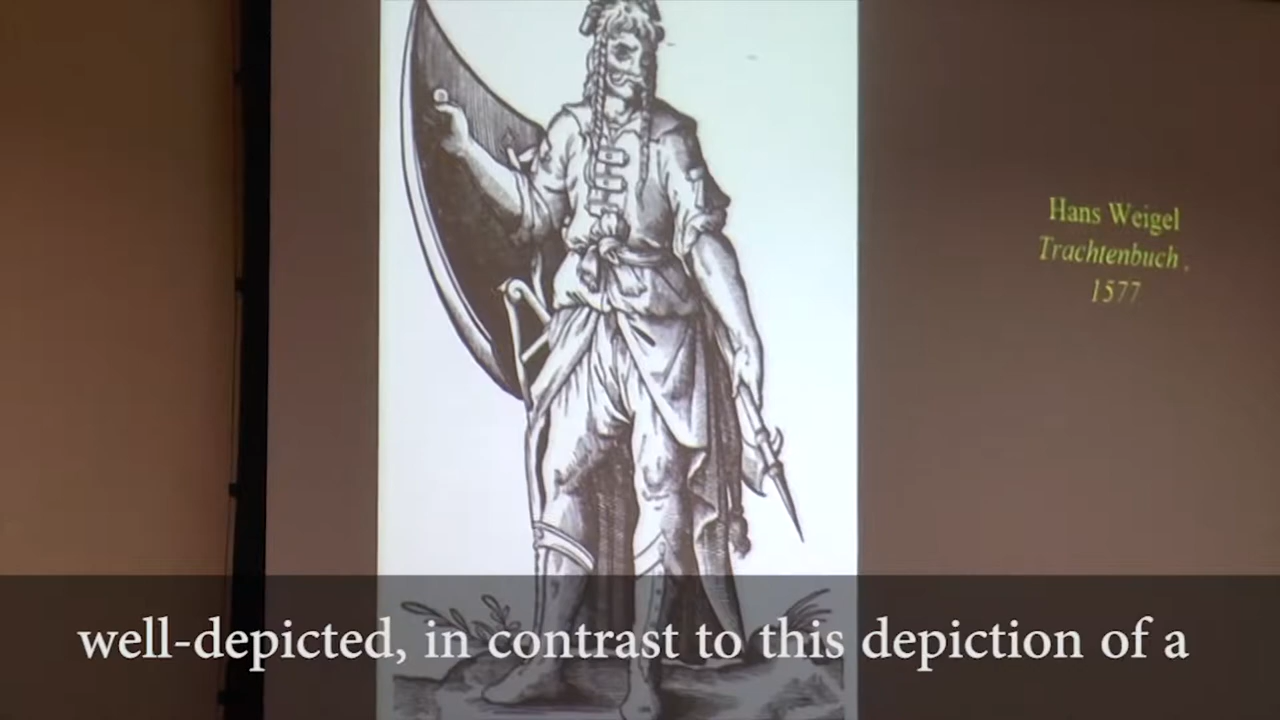 Hans Weigel
Trachtenbuch,
1577
well-depicted, in contrast to this depiction of a